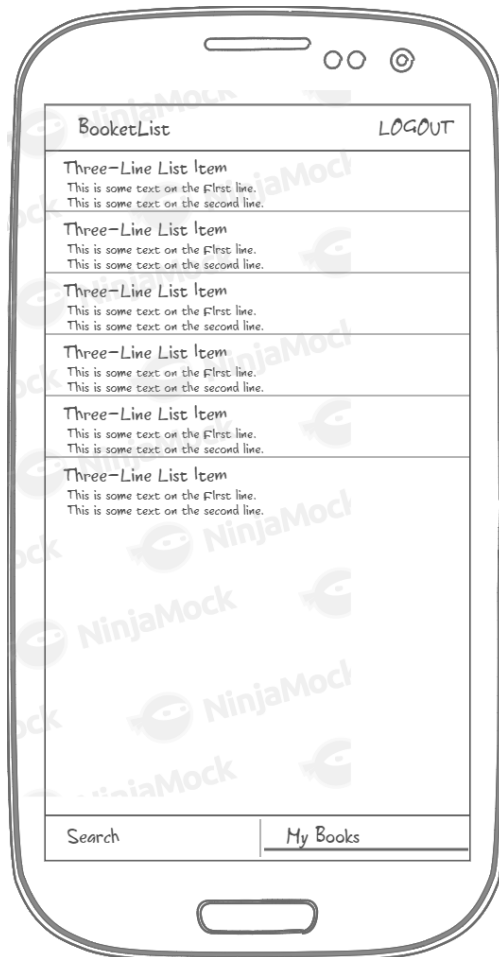 BooketList
LOGOUT
Three-Line List Item
This is some text on the First line.
This is some text on the second line.
Three-Line List Item
This is some text on the First line.
This is some text on the second line.
Three-Line List Item
This is some text on the First line.
This is some text on the second line.
Three-Line List Item
This is some text on the First line.
This is some text on the second line.
Three-Line List Item
This is some text on the First line.
This is some text on the second line.
Three-Line List Item
This is some text on the First line.
This is some text on the second line.
NinjaMock
NinjaMock
NinjaMock
NinjaMock
Search
My Books